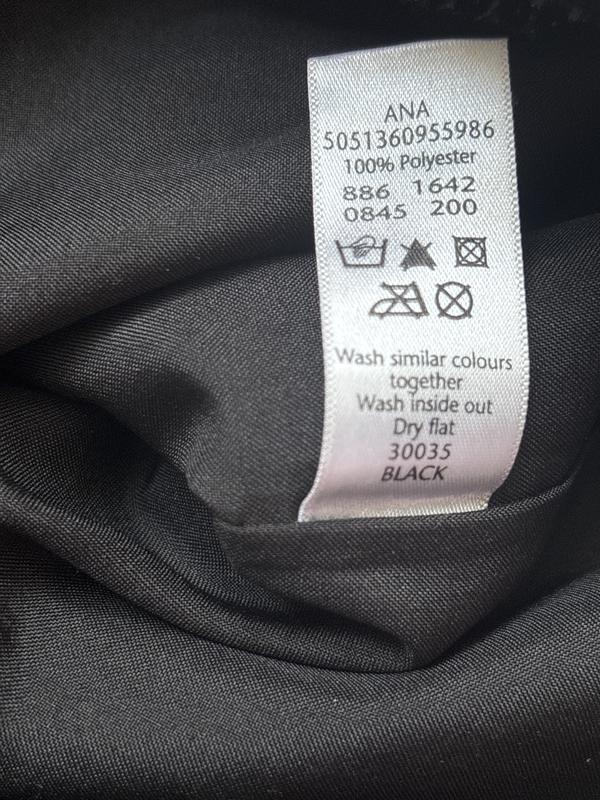 ANA
5051360955986
100% Polyester
886 1642
0845 200
Wash similar colours
together
Wash inside out
Dry flat
30035
BLACK